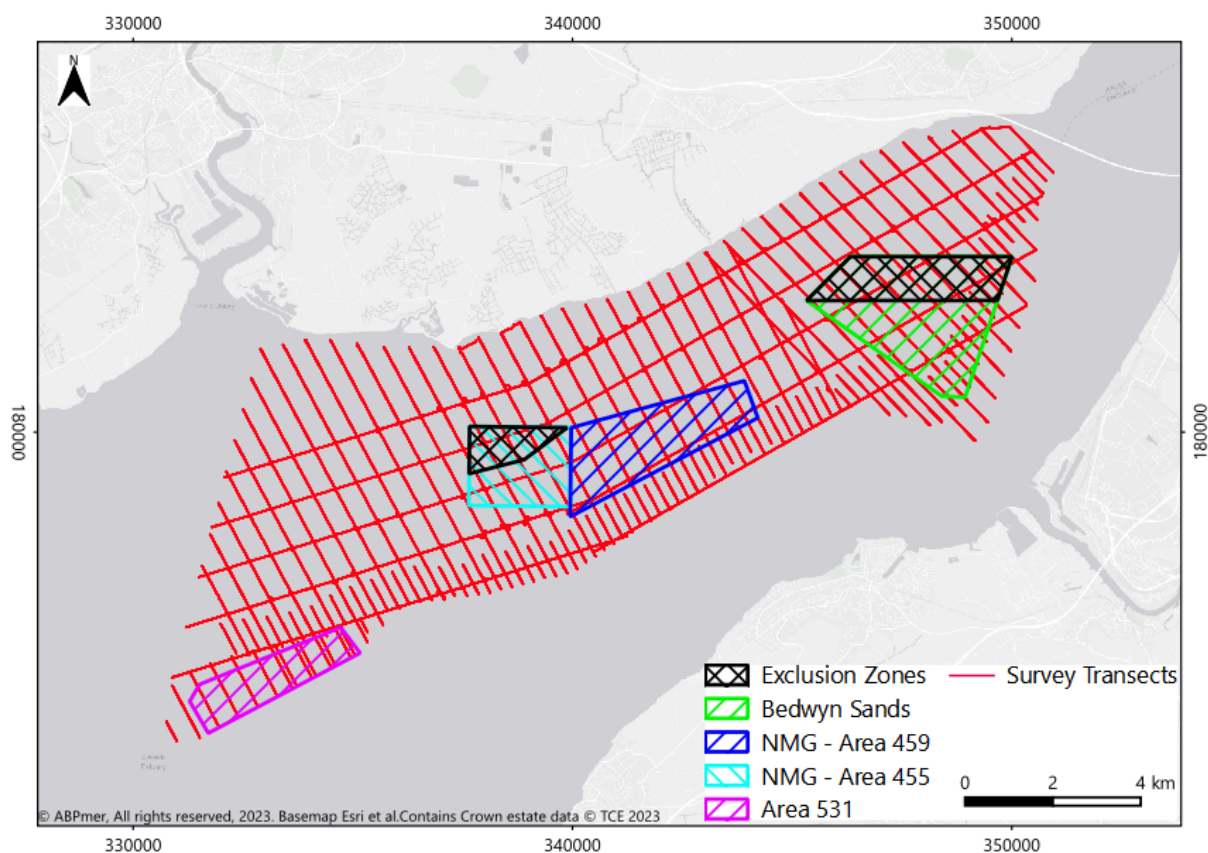 330000 340000 350000
N
180000 180000
Exclusion Zones Survey Transects
Bedwyn Sands
NMG - Area 459
NMG - Area 455
Area 531
0 2 4 km
© ABPmer, All rights reserved, 2023. Basemap Esri et al.Contains Crown estate data © TCE 2023
330000 340000 350000